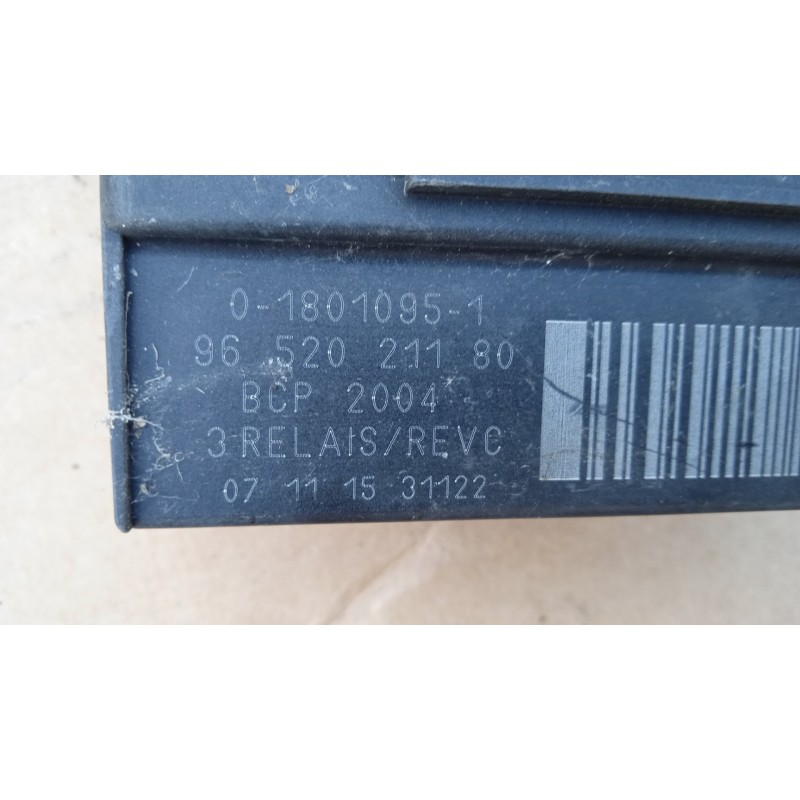 0-1801095-1
96 520 211 80
BCP 2004
3 RELAIS/REVC
07 11 15 31122